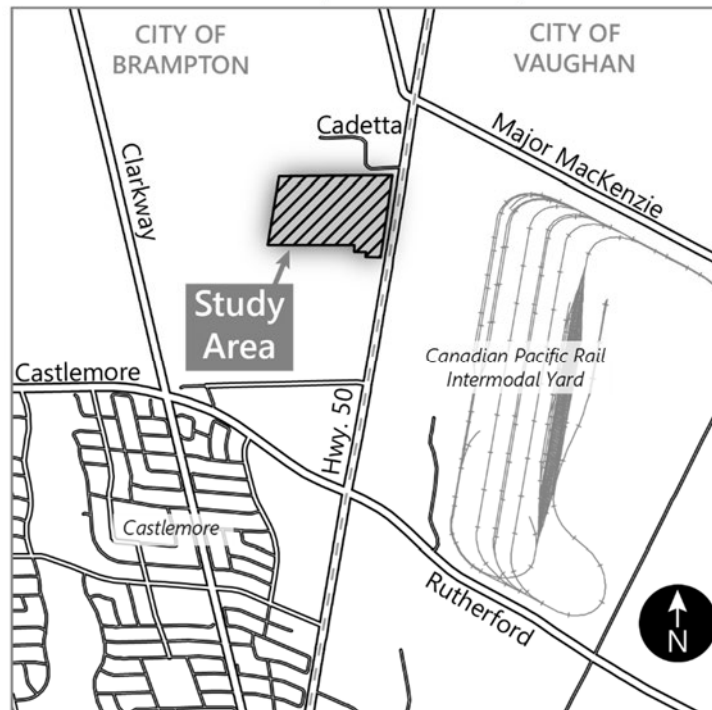 CITY OF
BRAMPTON
CITY OF
VAUGHAN
Cadetta
Major MacKenzie
Clarkway
Study
Area
Canadian Pacific Rail
Intermodal Yard
Castlemore
Hwy. 50
Castlemore
Rutherford
N